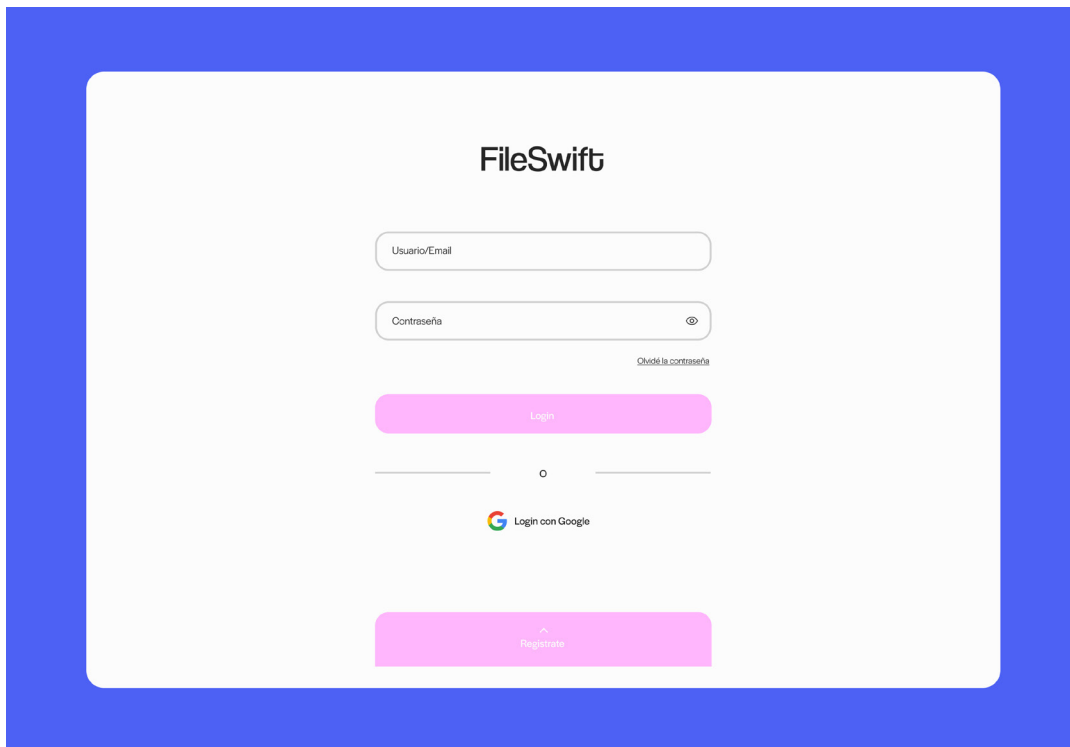 FileSwift
Usuario/Email
Contraseña
Olvidé la contraseña
Login
O
Login con Google
Registrate